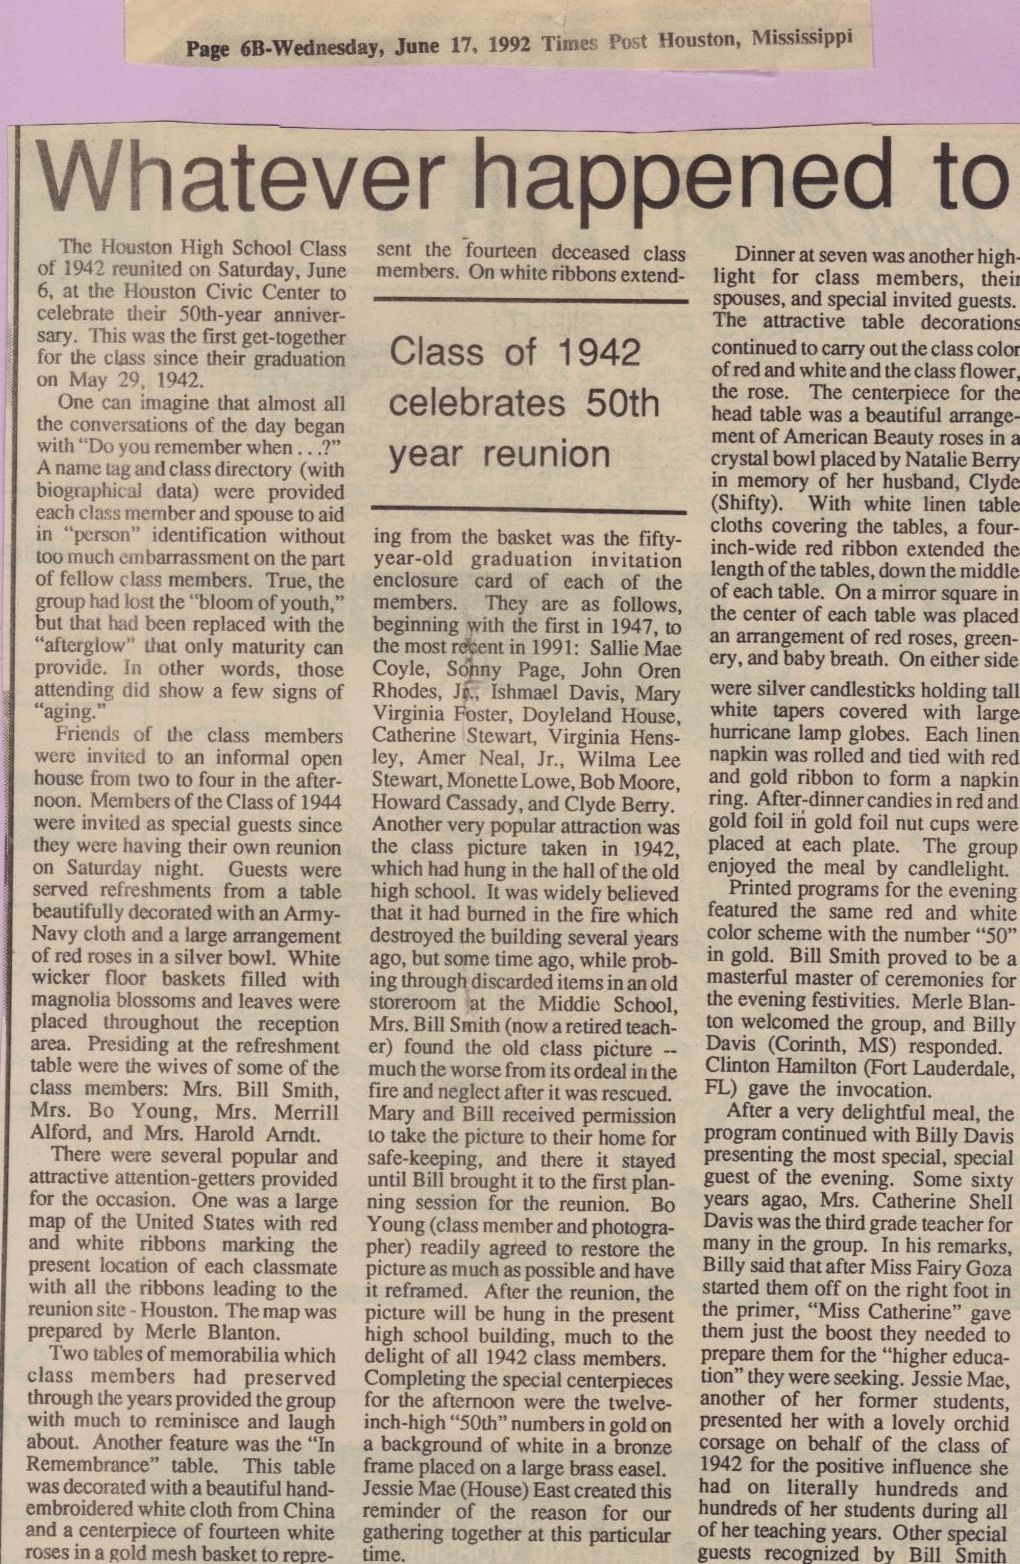 Page 6B-Wednesday, June 17, 1992 Times Post Houston, Mississippi
Whatever happened to
The Houston High School Class
of 1942 reunited on Saturday, June
6, at the Houston Civic Center to
celebrate their 50th-year anniver-
sary. This was the first get-together
for the class since their graduation
on May 29, 1942.
One can imagine that almost all
the conversations of the day began
with "Do you remember when . . .?"
A name tag and class directory (with
biographical data) were provided
each class member and spouse to aid
in "person" identification without
too much embarrassment on the part
of fellow class members. True, the
group had lost the "bloom of youth,"
but that had been replaced with the
"afterglow" that only maturity can
provide. In other words, those
attending did show a few signs of
"aging."
Friends of the class members
were invited to an informal open
house from two to four in the after-
noon. Members of the Class of 1944
were invited as special guests since
they were having their own reunion
on Saturday night. Guests were
served refreshments from a table
beautifully decorated with an Army-
Navy cloth and a large arrangement
of red roses in a silver bowl. White
wicker floor baskets filled with
magnolia blossoms and leaves were
placed throughout the reception
area. Presiding at the refreshment
table were the wives of some of the
class members: Mrs. Bill Smith,
Mrs. Bo Young, Mrs. Merrill
Alford, and Mrs. Harold Arndt.
There were several popular and
attractive attention-getters provided
for the occasion. One was a large
map of the United States with red
and white ribbons marking the
present location of each classmate
with all the ribbons leading to the
reunion site - Houston. The map was
prepared by Merle Blanton.
Two tables of memorabilia which
class members had preserved
through the years provided the group
with much to reminisce and laugh
about. Another feature was the "In
Remembrance" table. This table
was decorated with a beautiful hand-
embroidered white cloth from China
and a centerpiece of fourteen white
roses in a gold mesh basket to repre-
sent the fourteen deceased class
members. On white ribbons extend-
Class of 1942
celebrates 50th
year reunion
ing from the basket was the fifty-
year-old graduation invitation
enclosure card of each of the
members. They are as follows,
beginning with the first in 1947, to
the most recent in 1991: Sallie Mae
Coyle, Sonny Page, John Oren
Rhodes, Jr., Ishmael Davis, Mary
Virginia Foster, Doyleland House,
Catherine Stewart, Virginia Hens-
ley, Amer Neal, Jr., Wilma Lee
Stewart, Monette Lowe, Bob Moore,
Howard Cassady, and Clyde Berry.
Another very popular attraction was
the class picture taken in 1942,
which had hung in the hall of the old
high school. It was widely believed
that it had burned in the fire which
destroyed the building several years
ago, but some time ago, while prob-
ing through discarded items in an old
storeroom at the Middle School,
Mrs. Bill Smith (now a retired teach-
er) found the old class picture --
much the worse from its ordeal in the
fire and neglect after it was rescued.
Mary and Bill received permission
to take the picture to their home for
safe-keeping, and there it stayed
until Bill brought it to the first plan-
ning session for the reunion. Bo
Young (class member and photogra-
pher) readily agreed to restore the
picture as much as possible and have
it reframed. After the reunion, the
picture will be hung in the present
high school building, much to the
delight of all 1942 class members.
Completing the special centerpieces
for the afternoon were the twelve-
inch-high "50th" numbers in gold on
a background of white in a bronze
frame placed on a large brass easel.
Jessie Mae (House) East created this
reminder of the reason for our
gathering together at this particular
time.
Dinner at seven was another high-
light for class members, their
spouses, and special invited guests.
The attractive table decorations
continued to carry out the class color
of red and white and the class flower,
the rose. The centerpiece for the
head table was a beautiful arrange-
ment of American Beauty roses in a
crystal bowl placed by Natalie Berry
in memory of her husband, Clyde
(Shifty). With white linen table
cloths covering the tables, a four-
inch-wide red ribbon extended the
length of the tables, down the middle
of each table. On a mirror square in
the center of each table was placed
an arrangement of red roses, green-
ery, and baby breath. On either side
were silver candlesticks holding tall
white tapers covered with large
hurricane lamp globes. Each linen
napkin was rolled and tied with red
and gold ribbon to form a napkin
ring. After-dinner candies in red and
gold foil in gold foil nut cups were
placed at each plate. The group
enjoyed the meal by candlelight.
Printed programs for the evening
featured the same red and white
color scheme with the number "50"
in gold. Bill Smith proved to be a
masterful master of ceremonies for
the evening festivities. Merle Blan-
ton welcomed the group, and Billy
Davis (Corinth, MS) responded.
Clinton Hamilton (Fort Lauderdale,
FL) gave the invocation.
After a very delightful meal, the
program continued with Billy Davis
presenting the most special, special
guest of the evening. Some sixty
years agao, Mrs. Catherine Shell
Davis was the third grade teacher for
many in the group. In his remarks,
Billy said that after Miss Fairy Goza
started them off on the right foot in
the primer, "Miss Catherine" gave
them just the boost they needed to
prepare them for the "higher educa-
tion" they were seeking. Jessie Mae,
another of her former students,
presented her with a lovely orchid
corsage on behalf of the class of
1942 for the positive influence she
had on literally hundreds and
hundreds of her students during all
of her teaching years. Other special
guests recognized by Bill Smith